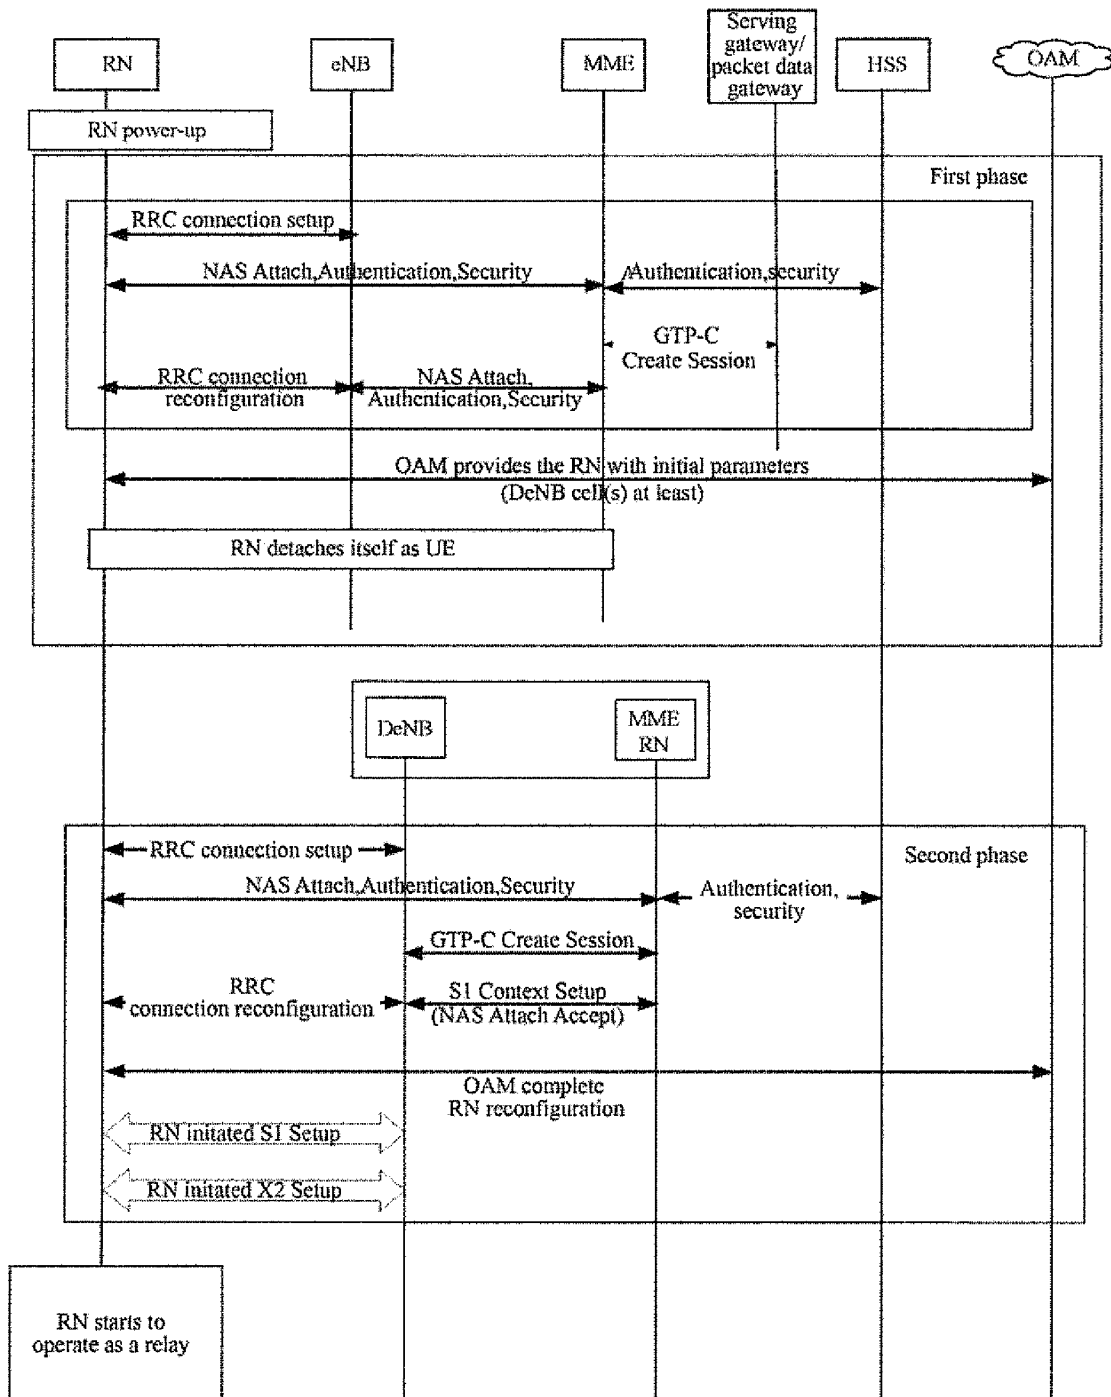 RN
eNB
MME
Serving
gateway/
packet data
gateway
HSS
OAM
RN power-up
First phase
RRC connection setup
NAS Attach,Authentication,Security
Authentication,security
GTP-C
Create Session
RRC connection
reconfiguration
NAS Attach,
Authentication,Security
OAM provides the RN with initial parameters
(DeNB cell(s) at least)
RN detaches itself as UE
DeNB
MME
RN
Second phase
RRC connection setup
NAS Attach,Authentication,Security
Authentication,
security
GTP-C Create Session
RRC
connection reconfiguration
S1 Context Setup
(NAS Attach Accept)
OAM complete
RN reconfiguration
RN initated S1 Setup
RN initated X2 Setup
RN starts to
operate as a relay